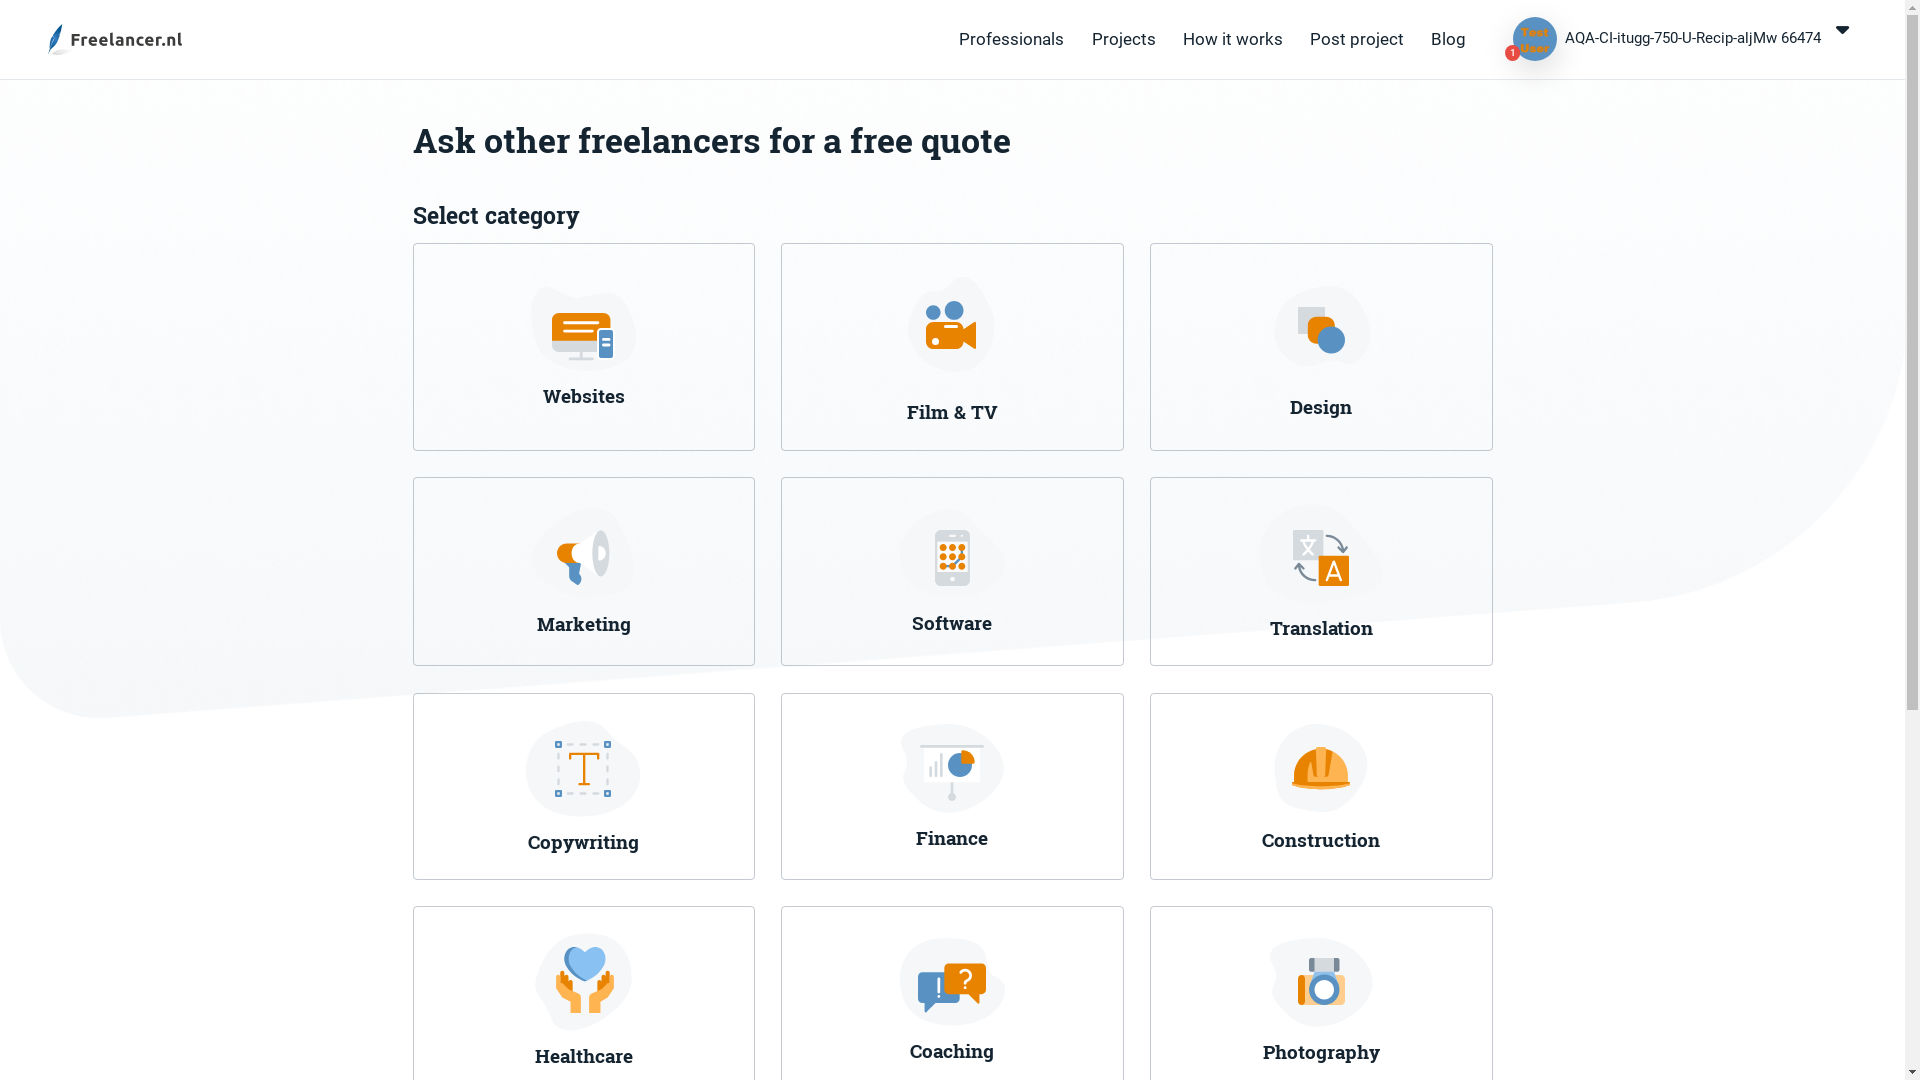 Freelancer.nl
Professionals
Projects
How it works
Post project
Blog
Test
User
1
AQA-CI-itugg-750-U-Recip-aljMw 66474
Ask other freelancers for a free quote
Select category
Websites
Film & TV
Design
Marketing
Software
文
A
Translation
T
Copywriting
Finance
Construction
Healthcare
!
?
Coaching
Photography